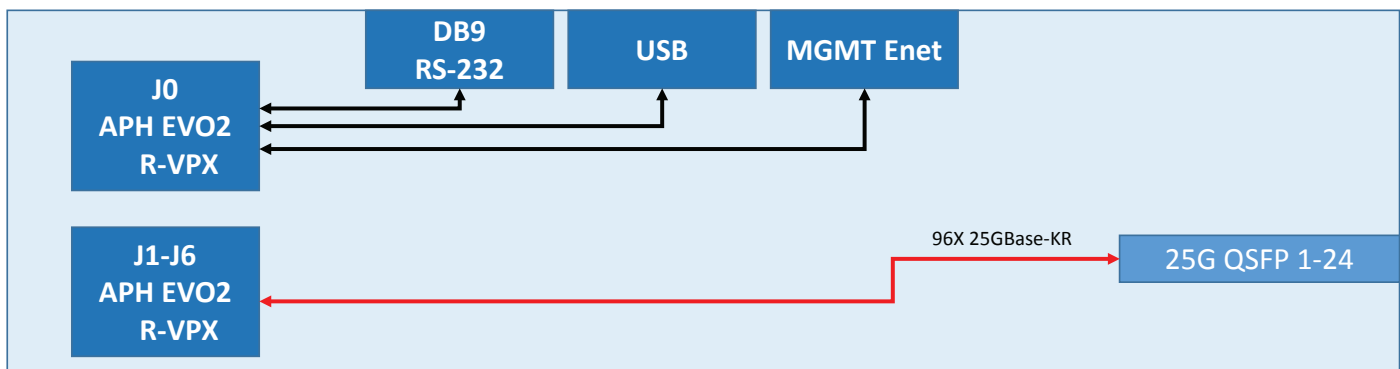 DB9
RS-232
USB
MGMT Enet
J0
APH EVO2
R-VPX
J1-J6
APH EVO2
R-VPX
96X 25GBase-KR
25G QSFP 1-24